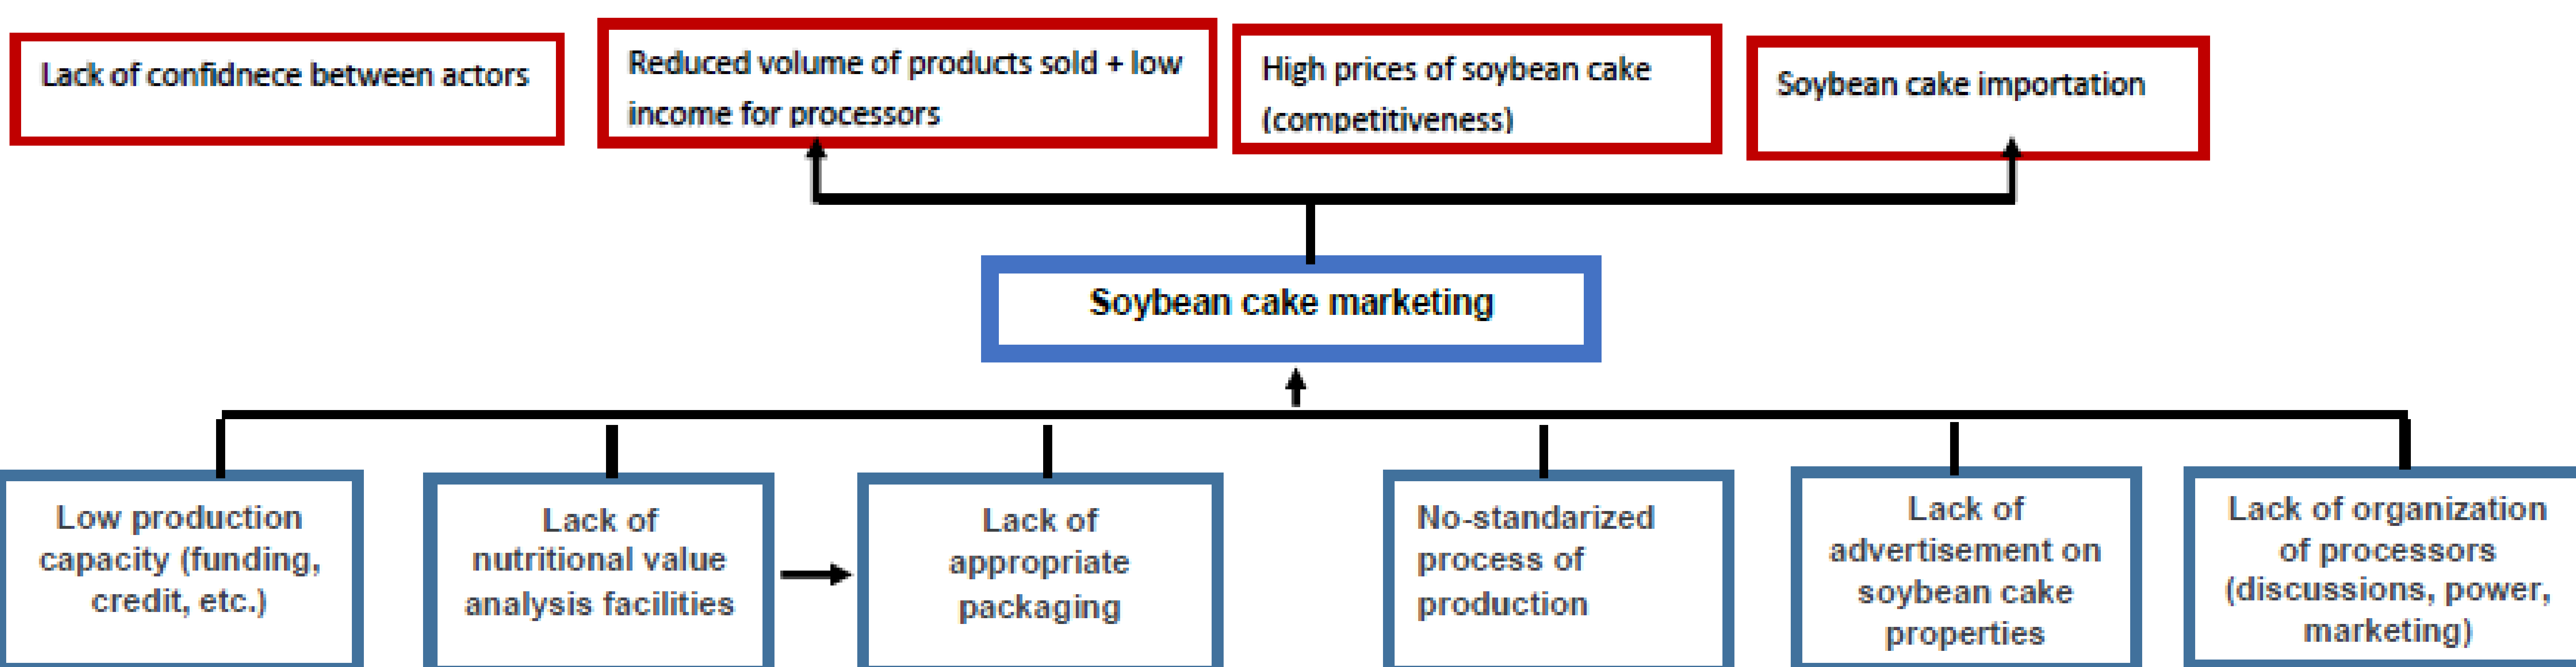 Lack of confidnece between actors
Reduced volume of products sold + low
income for processors
High prices of soybean cake
(competitiveness)
Soybean cake importation
Soybean cake marketing
Low production
capacity (funding,
credit, etc.)
Lack of
nutritional value
analysis facilities
Lack of
appropriate
packaging
No-standarized
process of
production
Lack of
advertisement on
soybean cake
properties
Lack of organization
of processors
(discussions, power,
marketing)